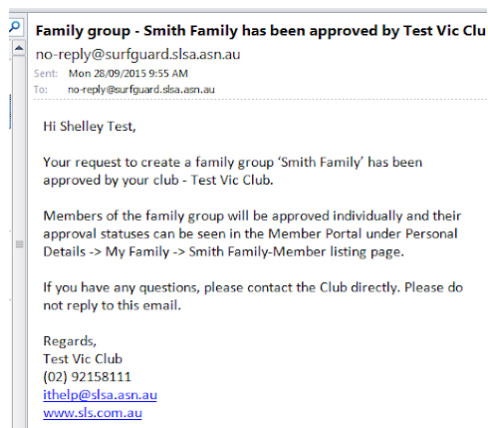 Family group - Smith Family has been approved by Test Vic Clu
no-reply@surfguard.slsa.asn.au
Sent: Mon 28/09/2015 9:55 AM
To: no-reply@surfguard.slsa.asn.au
Hi Shelley Test,
Your request to create a family group ‘Smith Family’ has been
approved by your club - Test Vic Club.
Members of the family group will be approved individually and their
approval statuses can be seen in the Member Portal under Personal
Details -> My Family -> Smith Family-Member listing page.
If you have any questions, please contact the Club directly. Please do
not reply to this email.
Regards,
Test Vic Club
(02) 92158111
ithelp@slsa.asn.au
www.sls.com.au